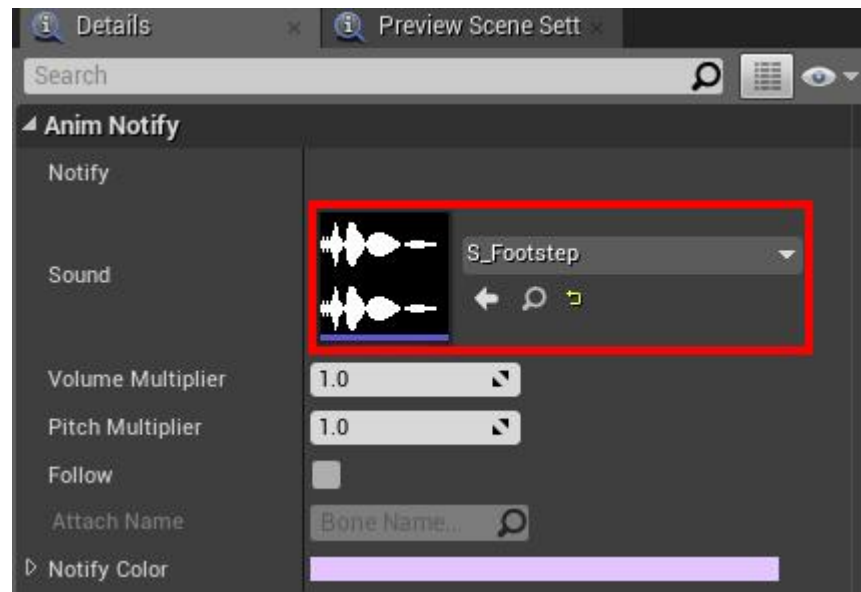 Details
Preview Scene Sett
Search
Anim Notify
Notify
Sound
S_Footstep
Volume Multiplier 1.0
Pitch Multiplier 1.0
Follow
Attach Name Bone Name...
Notify Color